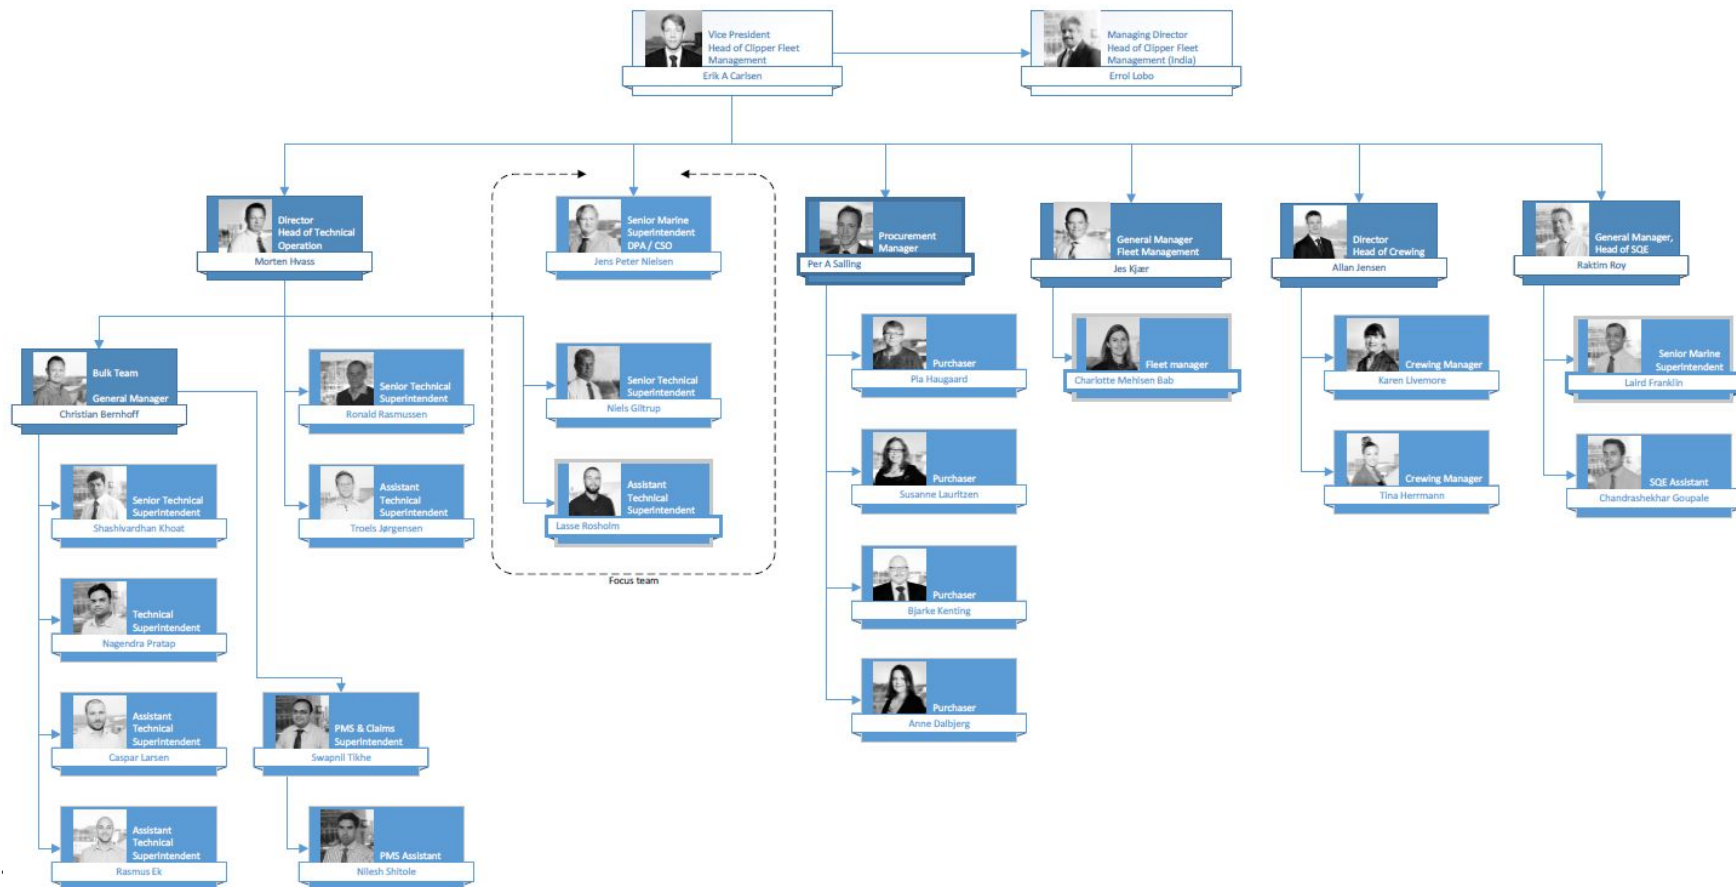 Vice President
Head of Clipper Fleet
Management
Erik A Carlsen
Managing Director
Head of Clipper Fleet
Management (India)
Errol Lobo
Director
Head of Technical
Operation
Morten Hvass
Senior Marine
Superintendent
DPA / CSO
Jens Peter Nielsen
Procurement
Manager
Per A Salling
General Manager
Fleet Management
Jes Kjær
Director
Head of Crewing
Allan Jensen
General Manager,
Head of SQE
Raktim Roy
Bulk Team
General Manager
Christian Bernhoff
Senior Technical
Superintendent
Ronald Rasmussen
Senior Technical
Superintendent
Niels Giltrup
Purchaser
Pia Haugaard
Fleet manager
Charlotte Mehlsen Bab
Crewing Manager
Karen Livemore
Senior Marine
Superintendent
Laird Franklin
Senior Technical
Superintendent
Shashivardhan Khoat
Assistant
Technical
Superintendent
Troels Jørgensen
Assistant
Technical
Superintendent
Lasse Rosholm
Focus team
Purchaser
Susanne Lauritzen
Crewing Manager
Tina Herrmann
SQE Assistant
Chandrashekhar Goupale
Technical
Superintendent
Nagendra Pratap
Purchaser
Bjarke Kenting
Assistant
Technical
Superintendent
Caspar Larsen
PMS & Claims
Superintendent
Swapnil Tikhe
Purchaser
Anne Dalbjerg
Assistant
Technical
Superintendent
Rasmus Ek
PMS Assistant
Nilesh Shitole